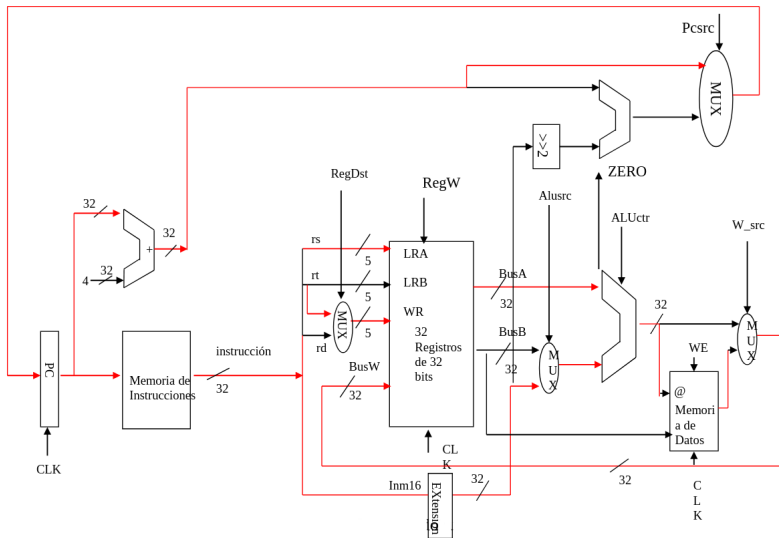 Pcsrc
MUX
>>2
ZERO
RegDst
RegW
Alusrc
ALUctr
W_src
32
32
+
32
4
rs
5
LRA
rt
5
LRB
MUX
WR
5
rd
32
Registros
de 32
bits
BusA
32
BusB
32
32
M
U
X
M
U
X
WE
PC
Memoria de
Instrucciones
instrucción
32
BusW
32
@
Memori
a de
Datos
CLK
CL
K
Inm16
EXtension
16
32
32
C
L
K